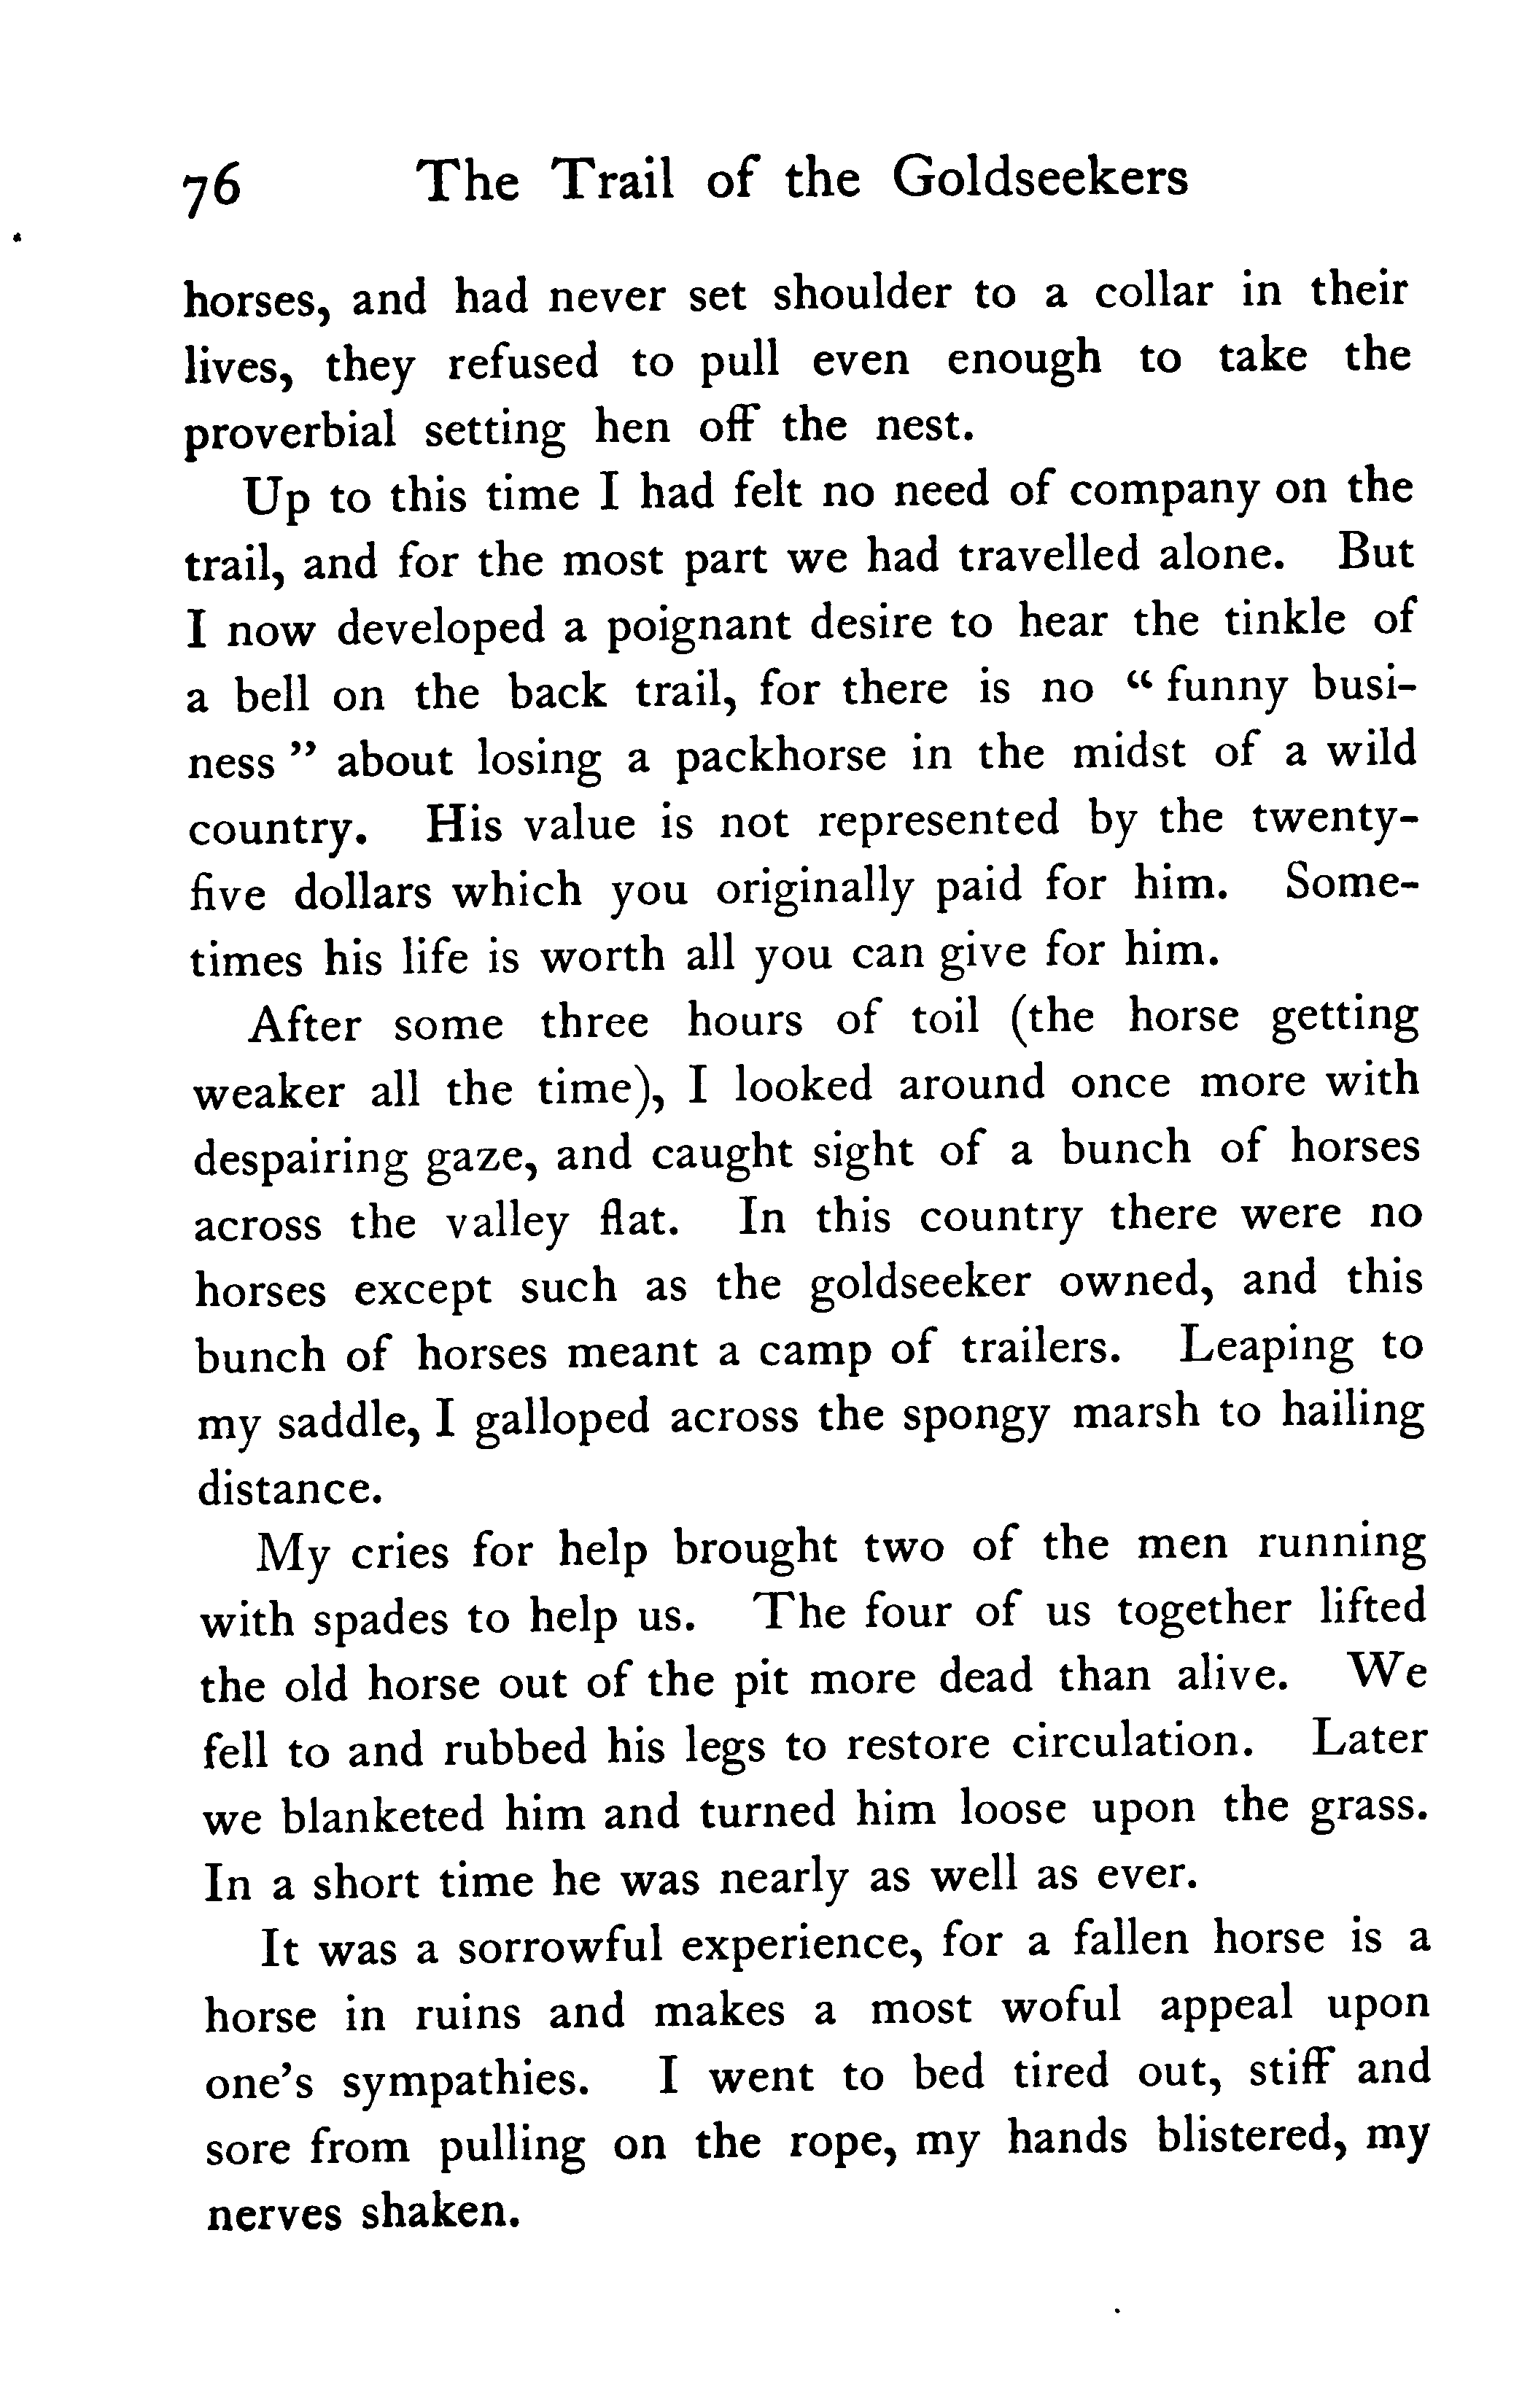 76 The Trail of the Goldseekers
horses, and had never set shoulder to a collar in their
lives, they refused to pull even enough to take the
proverbial setting hen off the nest.
Up to this time I had felt no need of company on the
trail, and for the most part we had travelled alone. But
I now developed a poignant desire to hear the tinkle of
a bell on the back trail, for there is no “ funny busi-
ness ” about losing a packhorse in the midst of a wild
country. His value is not represented by the twenty-
five dollars which you originally paid for him. Some-
times his life is worth all you can give for him.
After some three hours of toil (the horse getting
weaker all the time), I looked around once more with
despairing gaze, and caught sight of a bunch of horses
across the valley flat. In this country there were no
horses except such as the goldseeker owned, and this
bunch of horses meant a camp of trailers. Leaping to
my saddle, I galloped across the spongy marsh to hailing
distance.
My cries for help brought two of the men running
with spades to help us. The four of us together lifted
the old horse out of the pit more dead than alive. We
fell to and rubbed his legs to restore circulation. Later
we blanketed him and turned him loose upon the grass.
In a short time he was nearly as well as ever.
It was a sorrowful experience, for a fallen horse is a
horse in ruins and makes a most woful appeal upon
one’s sympathies. I went to bed tired out, stiff and
sore from pulling on the rope, my hands blistered, my
nerves shaken.